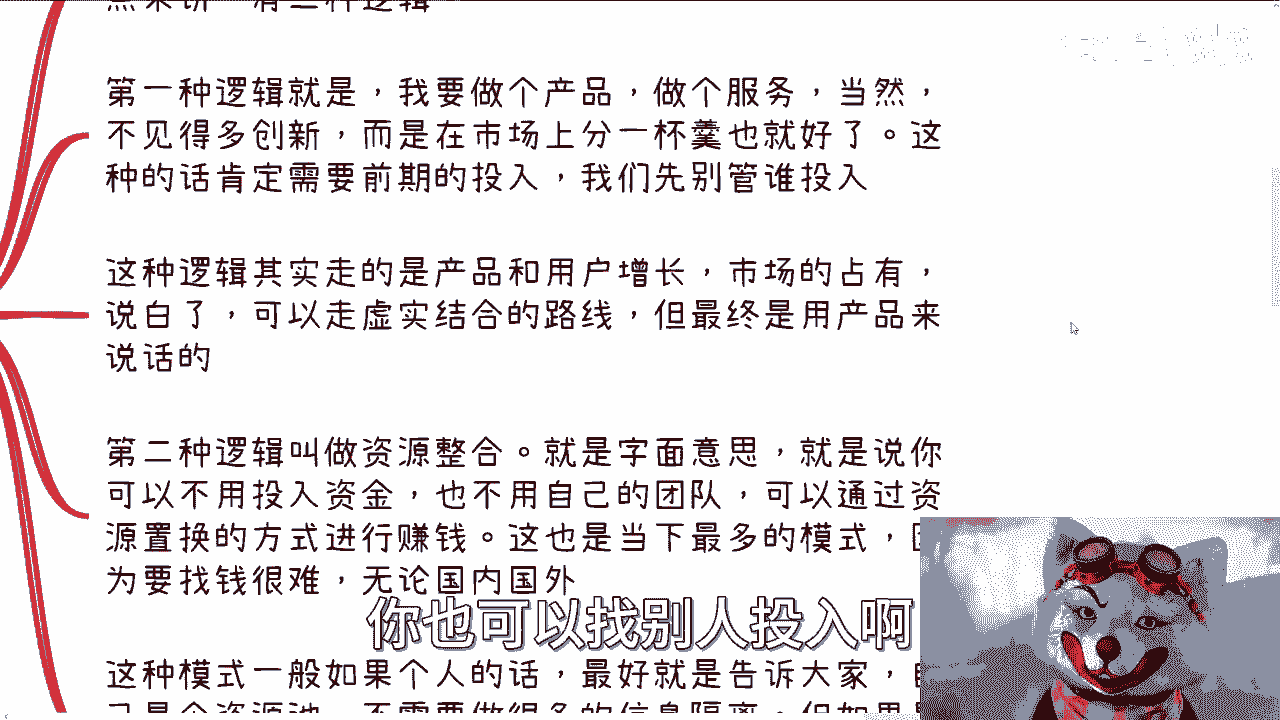 点来讲，有二种逻辑
第一种逻辑就是，我要做个产品，做个服务，当然，
不见得多创新，而是在市场上分一杯羹也就好了。这
种的话肯定需要前期的投入，我们先别管谁投入
这种逻辑其实走的是产品和用户增长，市场的占有，
说白了，可以走虚实结合的路线，但最终是用产品来
说话的
第二种逻辑叫做资源整合。就是字面意思，就是说你
可以不用投入资金，也不用自己的团队，可以通过资
源置换的方式进行赚钱。这也是当下最多的模式，因
为要找钱很难，无论国内国外
你也可以找别人投入啊
这种模式一般如果个人的话，最好就是告诉大家，自